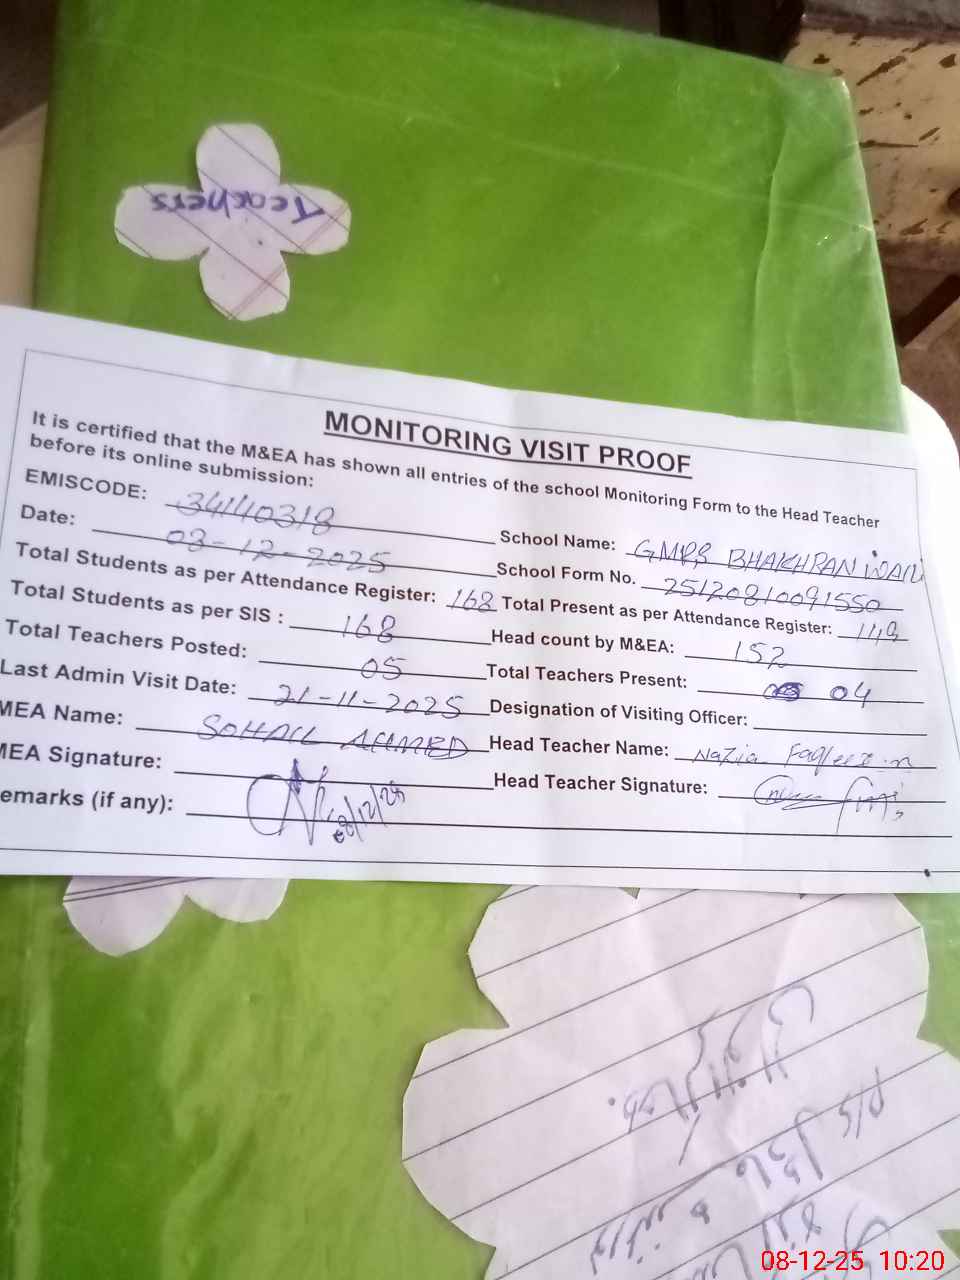 Teachers
MONITORING VISIT PROOF
It is certified that the M&EA has shown all entries of the school Monitoring Form to the Head Teacher
before its online submission:
EMISCODE: 34140318
School Name: GMPS BHAKHRAN
Date: 08-12-2025
School Form No. 25120810091550
Total Students as per Attendance Register: 168
Total Present as per Attendance Register:
Total Students as per SIS : 168
Head count by M&EA: 152
Total Teachers Posted: 05
Total Teachers Present: 04
Last Admin Visit Date: 21-11-2025
Designation of Visiting Officer:
MEA Name: SOHAIL AHMED
Head Teacher Name: Nazia
MEA Signature:
Head Teacher Signature:
emarks (if any):
08/12/25
08-12-25 10:20